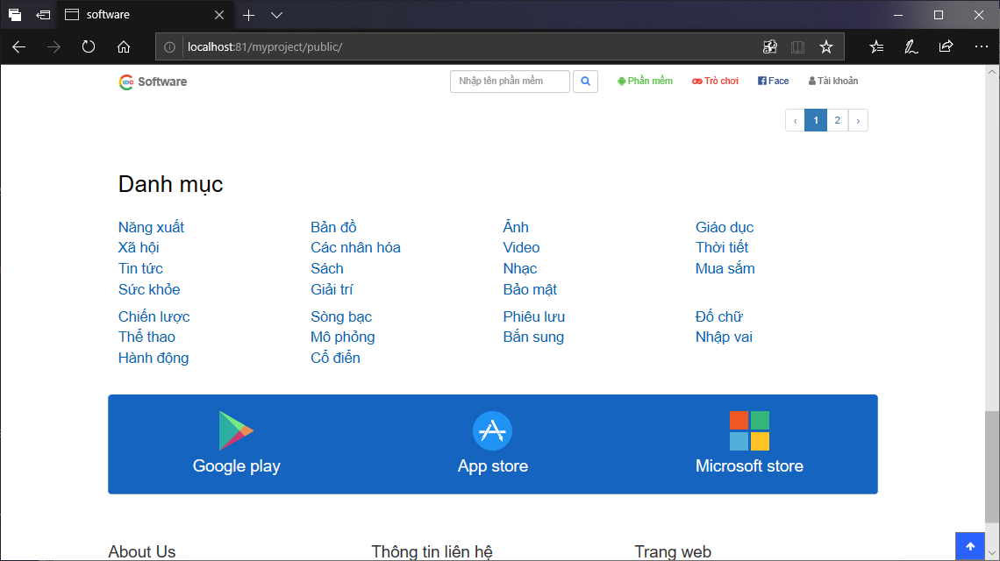 software
localhost:81/myproject/public/
Software
Nhập tên phần mềm
Phần mềm
Trò chơi
Face
Tài khoản
‹ 1 2 ›
Danh mục
Năng xuất Bản đồ Ảnh Giáo dục
Xã hội Các nhân hóa Video Thời tiết
Tin tức Sách Nhạc Mua sắm
Sức khỏe Giải trí Bảo mật
Chiến lược Sòng bạc Phiêu lưu Đố chữ
Thể thao Mô phỏng Bắn sung Nhập vai
Hành động Cổ điển
Google play App store Microsoft store
About Us Thông tin liên hệ Trang web